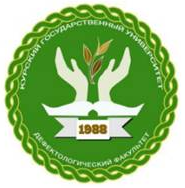 КУРСКИЙ ГОСУДАРСТВЕННЫЙ УНИВЕРСИТЕТ
1988
ДЕФЕКТОЛОГИЧЕСКИЙ ФАКУЛЬТЕТ